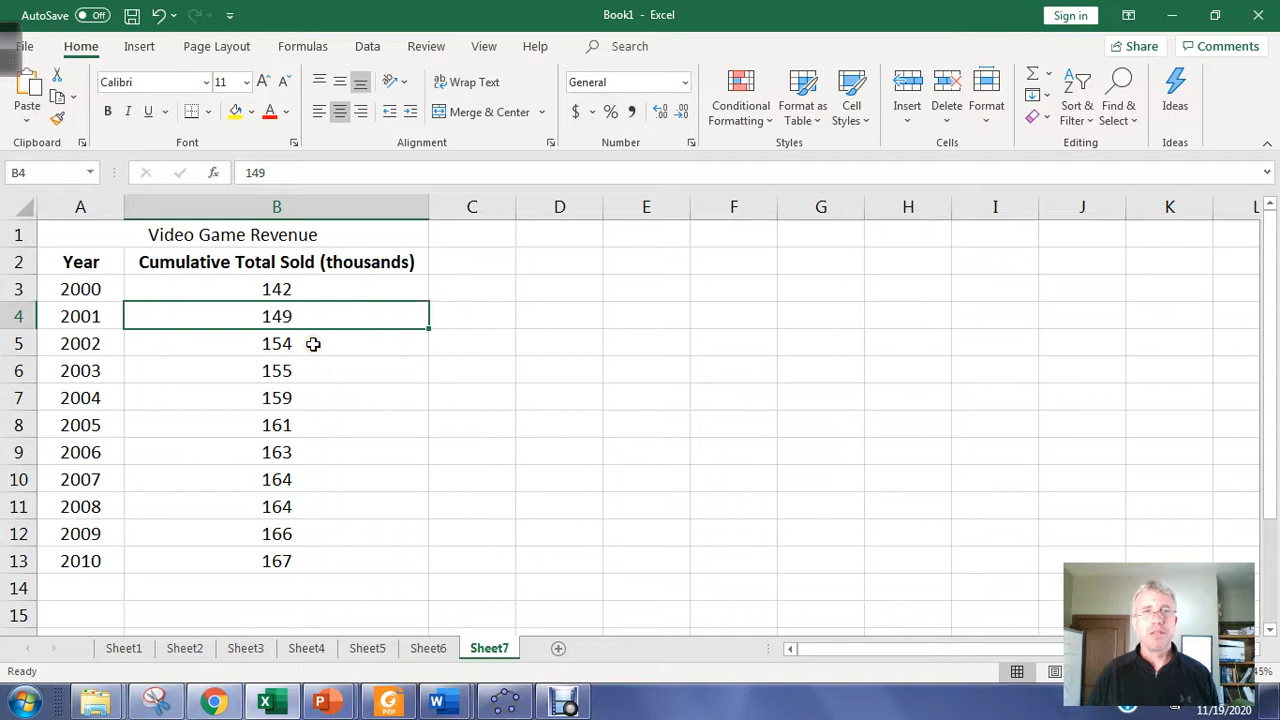 AutoSave Off
Book1 - Excel
Sign in
File Home Insert Page Layout Formulas Data Review View Help Search
Share Comments
Paste
Calibri 11
B I U
Wrap Text
Merge & Center
General
$ % ,
Conditional Formatting
Format as Table
Cell Styles
Insert
Delete
Format
Sort & Filter
Find & Select
Ideas
Clipboard Font Alignment Number Styles Cells Editing Ideas
B4 fx 149
A B C D E F G H I J K L
1 Video Game Revenue
2 Year Cumulative Total Sold (thousands)
3 2000 142
4 2001 149
5 2002 154
6 2003 155
7 2004 159
8 2005 161
9 2006 163
10 2007 164
11 2008 164
12 2009 166
13 2010 167
14
15
Sheet1 Sheet2 Sheet3 Sheet4 Sheet5 Sheet6 Sheet7
Ready
45%
PDF
11/19/2020